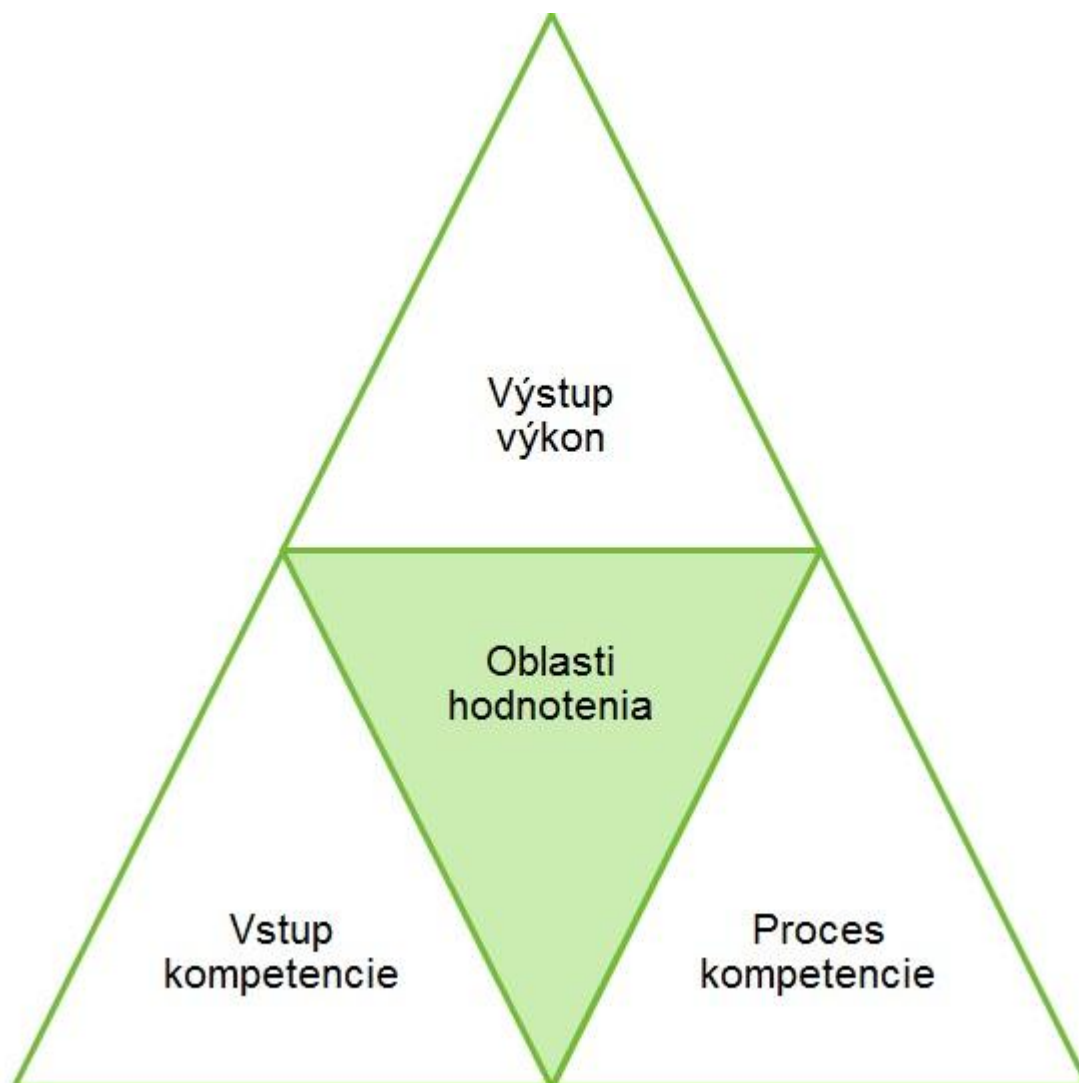 Výstup
výkon
Oblasti
hodnotenia
Vstup
kompetencie
Proces
kompetencie